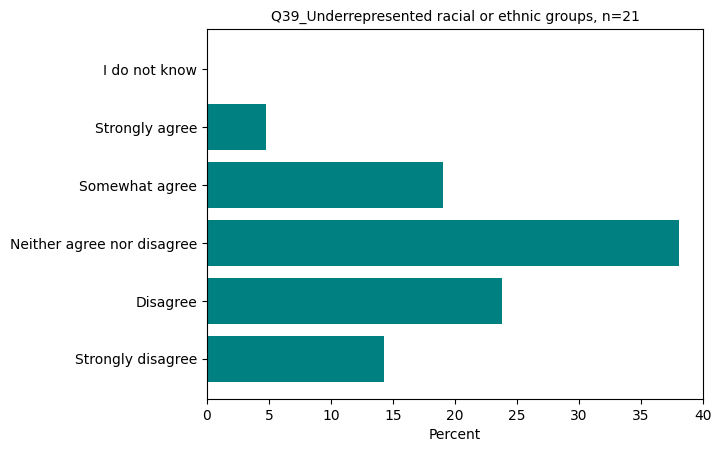 Q39_Underrepresented racial or ethnic groups, n=21
I do not know
Strongly agree
Somewhat agree
Neither agree nor disagree
Disagree
Strongly disagree
0 5 10 15 20 25 30 35 40
Percent